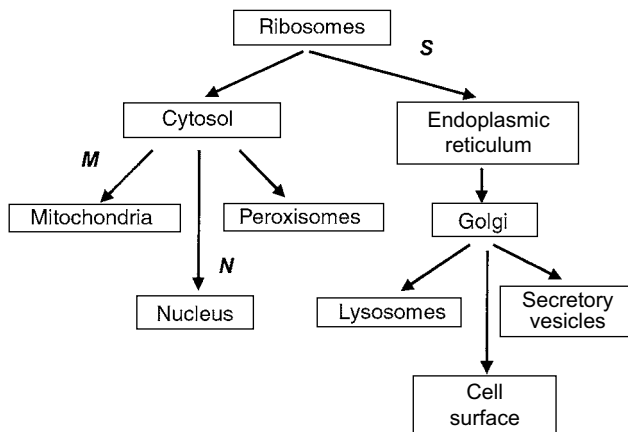 Ribosomes
S
Cytosol
Endoplasmic
reticulum
M
Mitochondria
Peroxisomes
Golgi
N
Nucleus
Lysosomes
Secretory
vesicles
Cell
surface